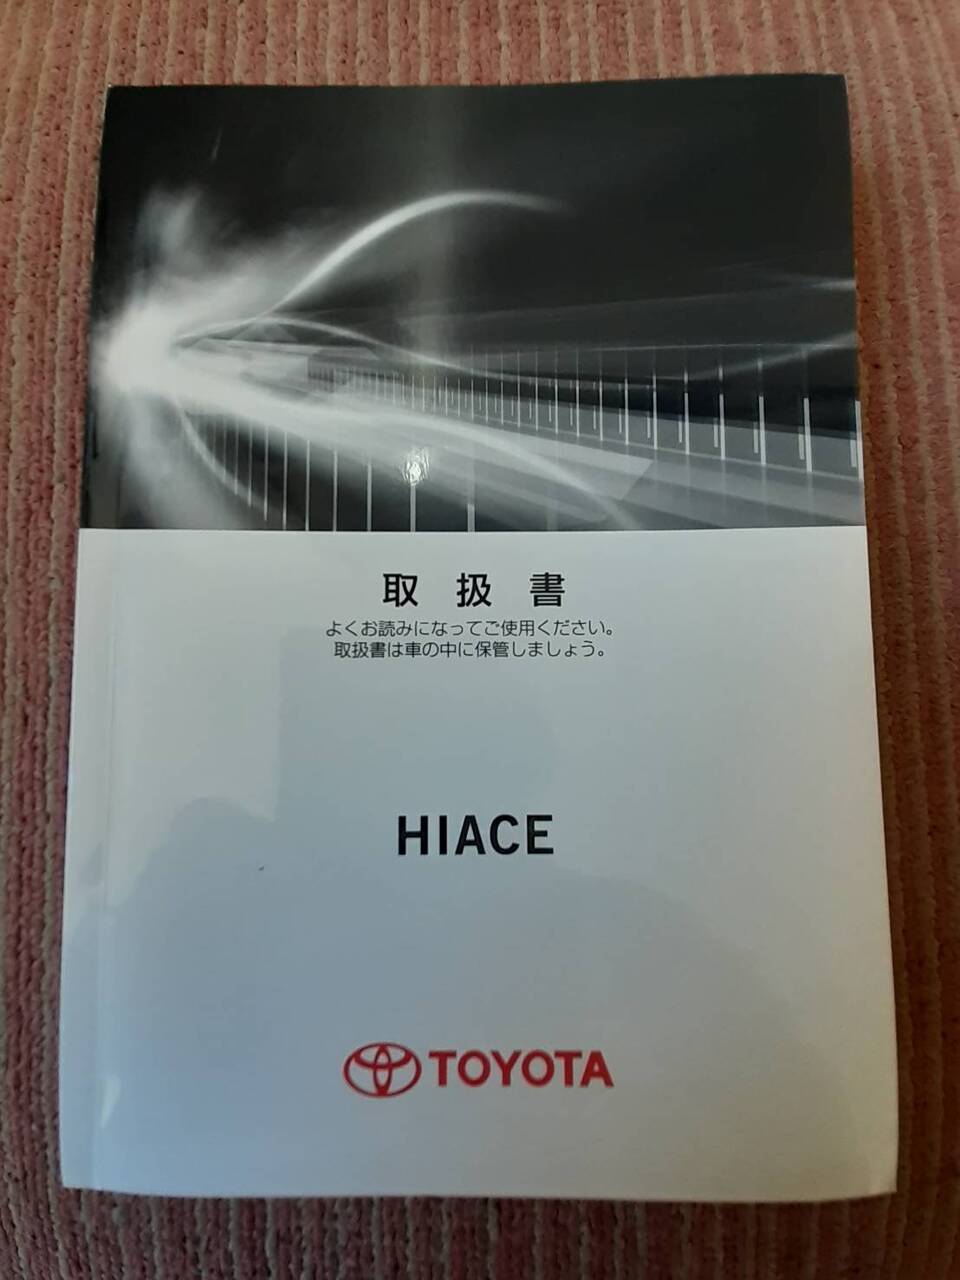 取扱書
よくお読みになってご使用ください。
取扱書は車の中に保管しましょう。
HIACE
TOYOTA